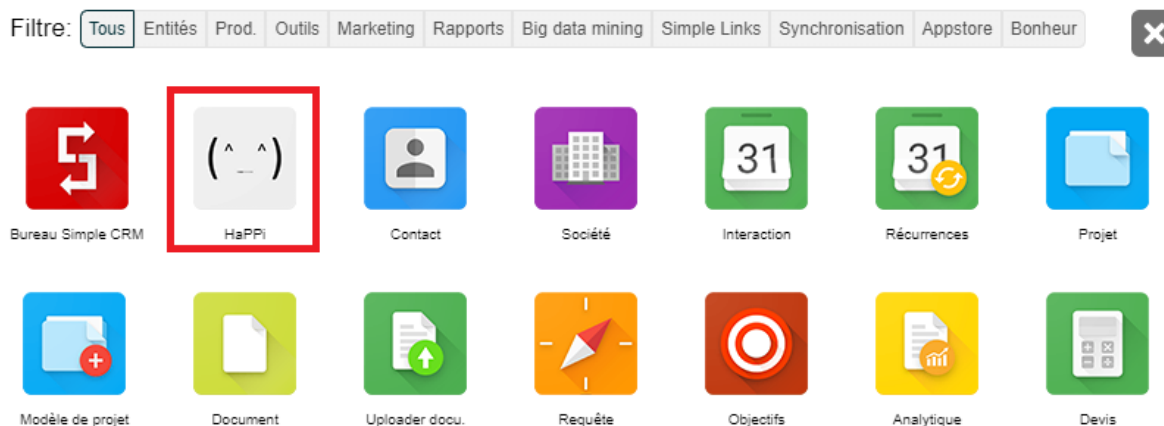 Filtre: Tous Entités Prod. Outils Marketing Rapports Big data mining Simple Links Synchronisation Appstore Bonheur
(^_^)
31
31
Bureau Simple CRM HaPPi Contact Société Interaction Récurrences Projet
Modèle de projet Document Uploader docu. Requête Objectifs Analytique Devis